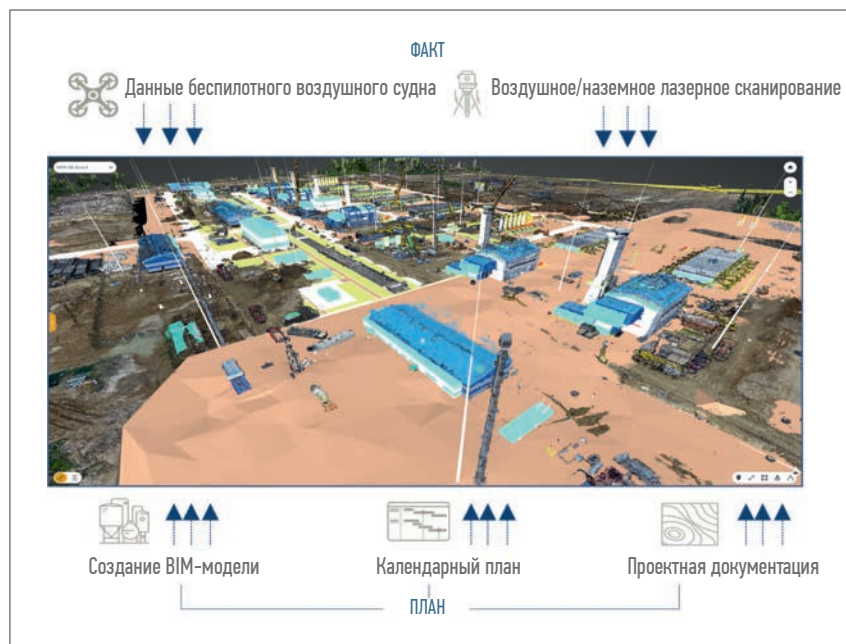 ФАКТ
Данные беспилотного воздушного судна
Воздушное/наземное лазерное сканирование
Создание BIM-модели
Календарный план
Проектная документация
ПЛАН